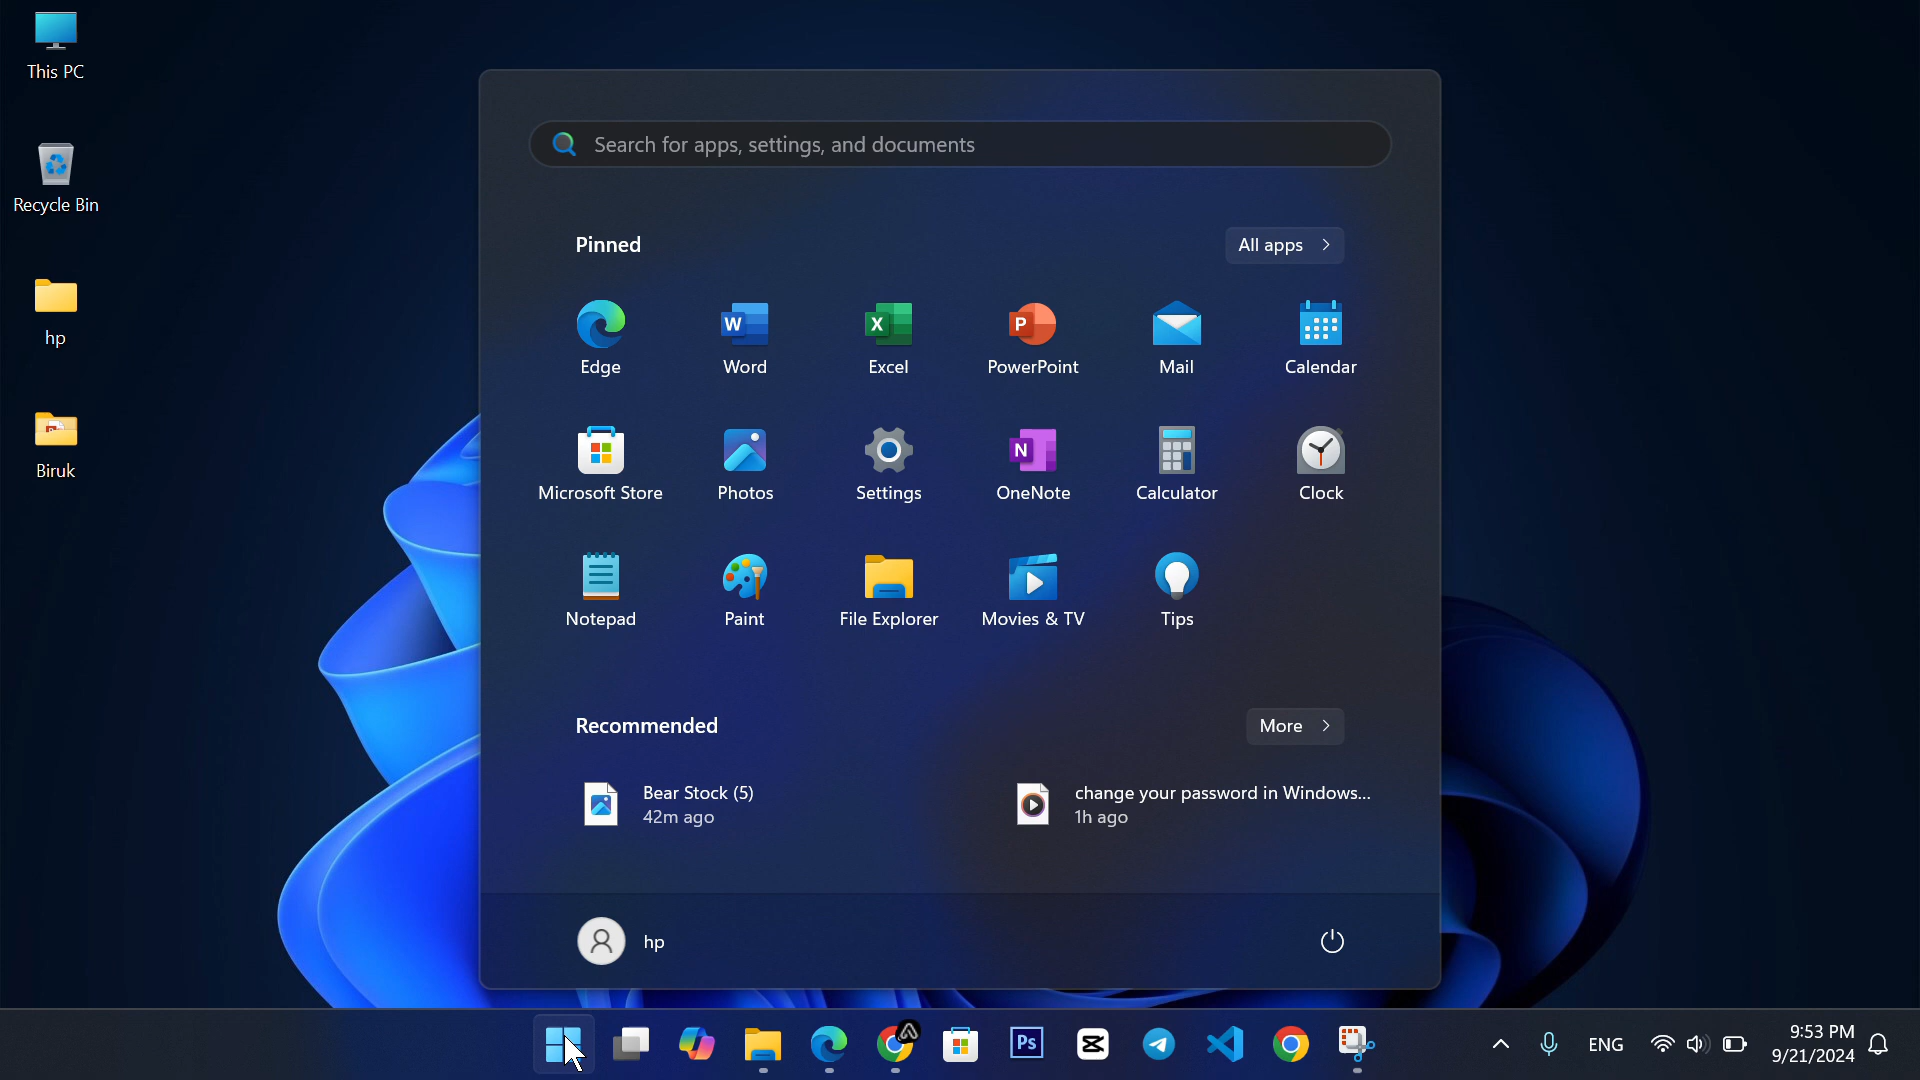 This PC
Recycle Bin
hp
Biruk
Search for apps, settings, and documents
Pinned
All apps
Edge
W
Word
X
Excel
P
PowerPoint
Mail
Calendar
Microsoft Store
Photos
Settings
N
OneNote
Calculator
Clock
Notepad
Paint
File Explorer
Movies & TV
Tips
Recommended
More
Bear Stock (5)
42m ago
change your password in Windows...
1h ago
hp
Ps
ENG
9:53 PM
9/21/2024